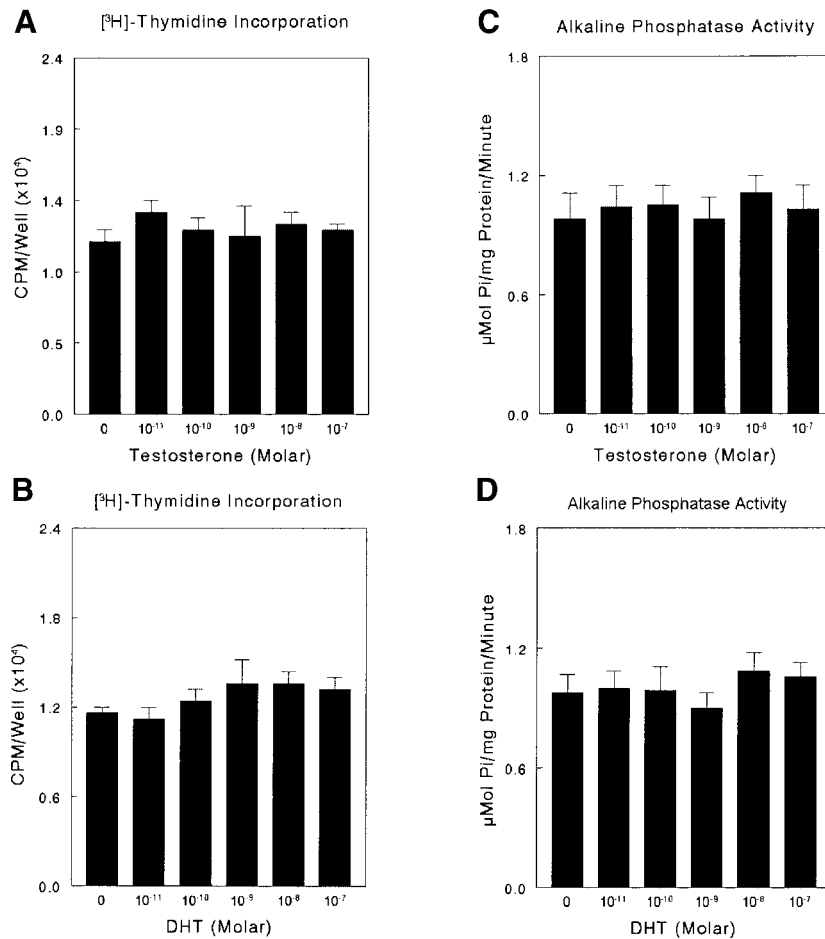 A
[³H]-Thymidine Incorporation
CPM/Well (x10⁴)
2.4
1.9
1.4
1.0
0.5
0.0
0 10⁻¹¹ 10⁻¹⁰ 10⁻⁹ 10⁻⁸ 10⁻⁷
Testosterone (Molar)
C
Alkaline Phosphatase Activity
µMol Pi/mg Protein/Minute
1.8
1.2
0.6
0.0
0 10⁻¹¹ 10⁻¹⁰ 10⁻⁹ 10⁻⁸ 10⁻⁷
Testosterone (Molar)
B
[³H]-Thymidine Incorporation
CPM/Well (x10⁴)
2.4
1.8
1.2
0.6
0.0
0 10⁻¹¹ 10⁻¹⁰ 10⁻⁹ 10⁻⁸ 10⁻⁷
DHT (Molar)
D
Alkaline Phosphatase Activity
µMol Pi/mg Protein/Minute
1.8
1.2
0.6
0.0
0 10⁻¹¹ 10⁻¹⁰ 10⁻⁹ 10⁻⁸ 10⁻⁷
DHT (Molar)